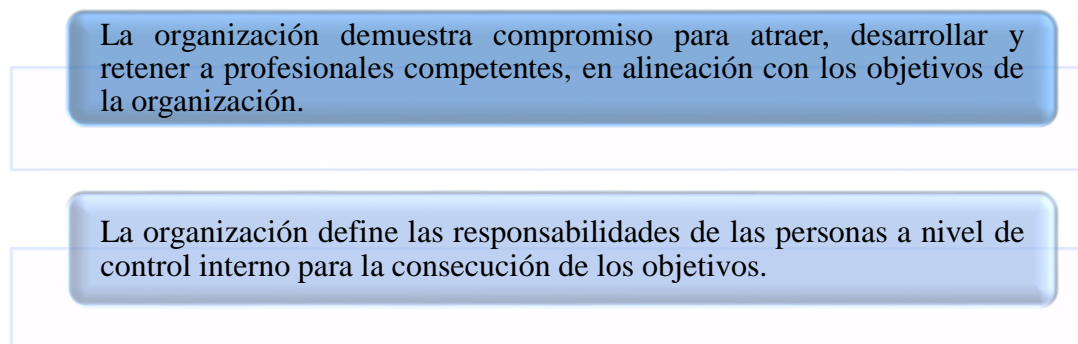 La organización demuestra compromiso para atraer, desarrollar y
retener a profesionales competentes, en alineación con los objetivos de
la organización.
La organización define las responsabilidades de las personas a nivel de
control interno para la consecución de los objetivos.